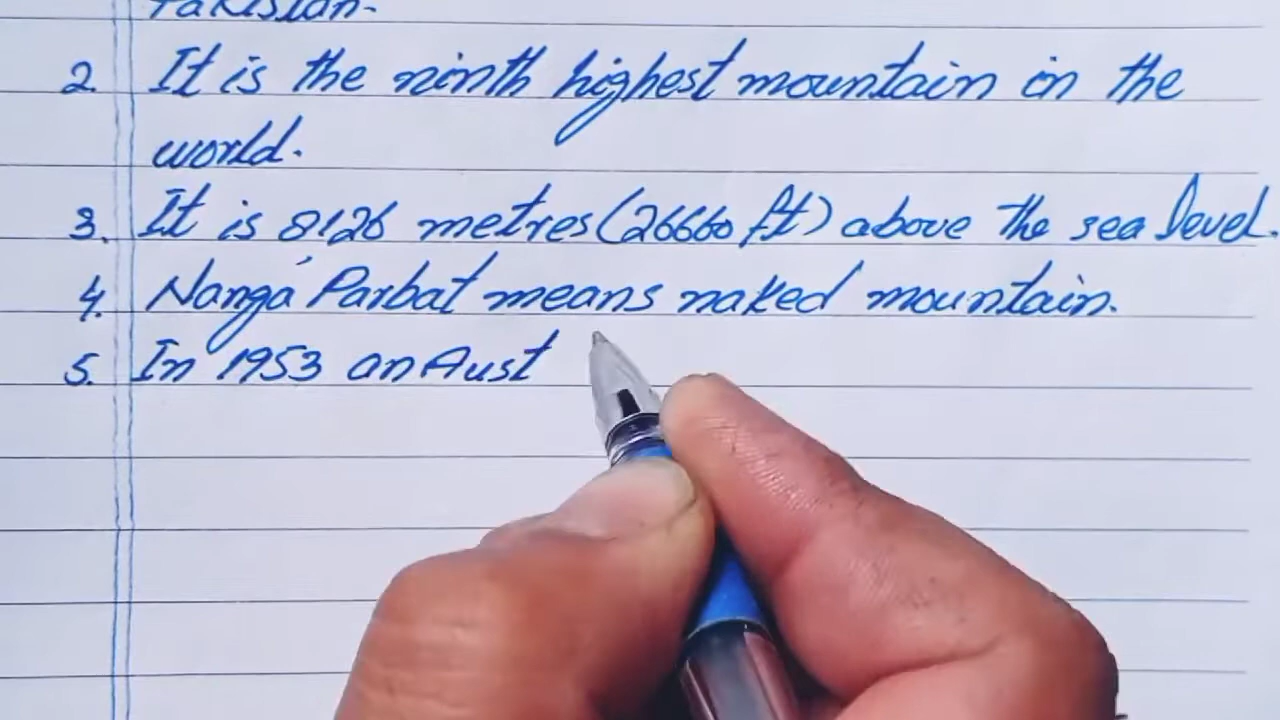 Pakistan.
2. It is the ninth highest mountain in the
world.
3. It is 8126 metres (26660 ft) above the sea level.
4. Nanga Parbat means naked mountain.
5. In 1953 an Aust